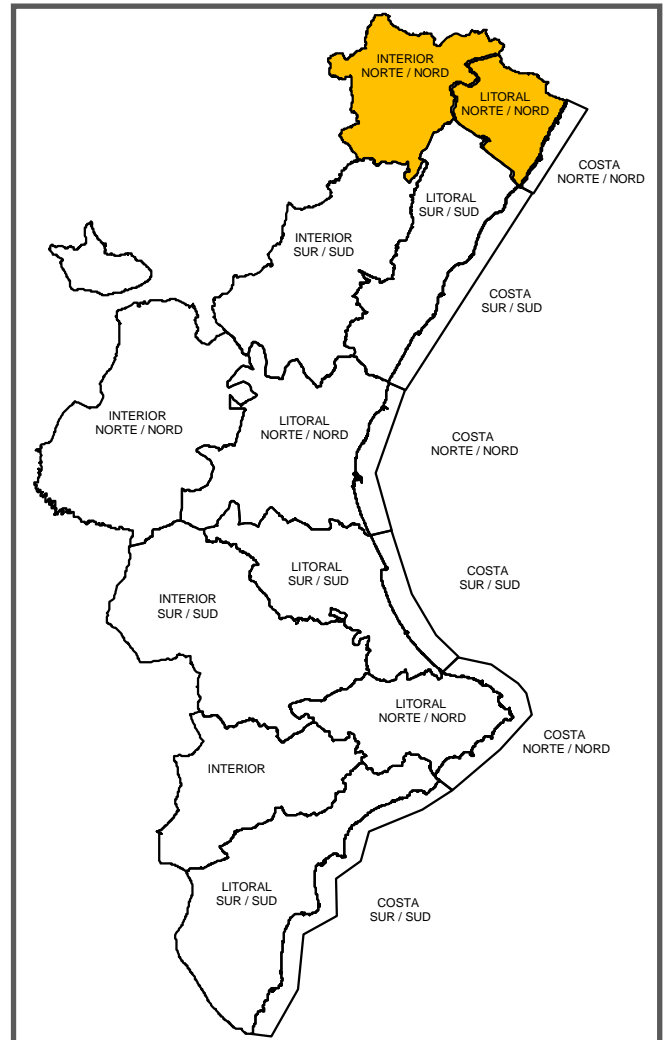 INTERIOR
NORTE / NORD
LITORAL
NORTE / NORD
COSTA
NORTE / NORD
LITORAL
SUR / SUD
INTERIOR
SUR / SUD
COSTA
SUR / SUD
INTERIOR
NORTE / NORD
LITORAL
NORTE / NORD
COSTA
NORTE / NORD
LITORAL
SUR / SUD
COSTA
SUR / SUD
INTERIOR
SUR / SUD
LITORAL
NORTE / NORD
COSTA
NORTE / NORD
INTERIOR
LITORAL
SUR / SUD
COSTA
SUR / SUD